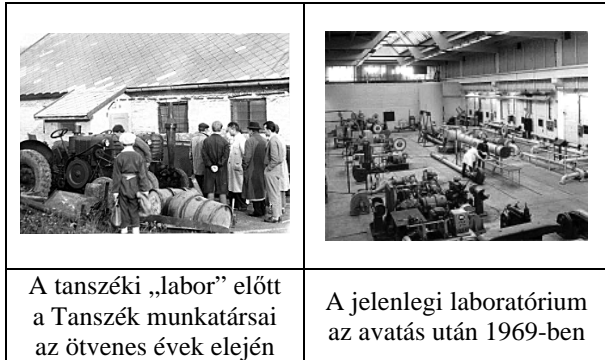 A tanszéki „labor” előtt
a Tanszék munkatársai
az ötvenes évek elején
A jelenlegi laboratórium
az avatás után 1969-ben